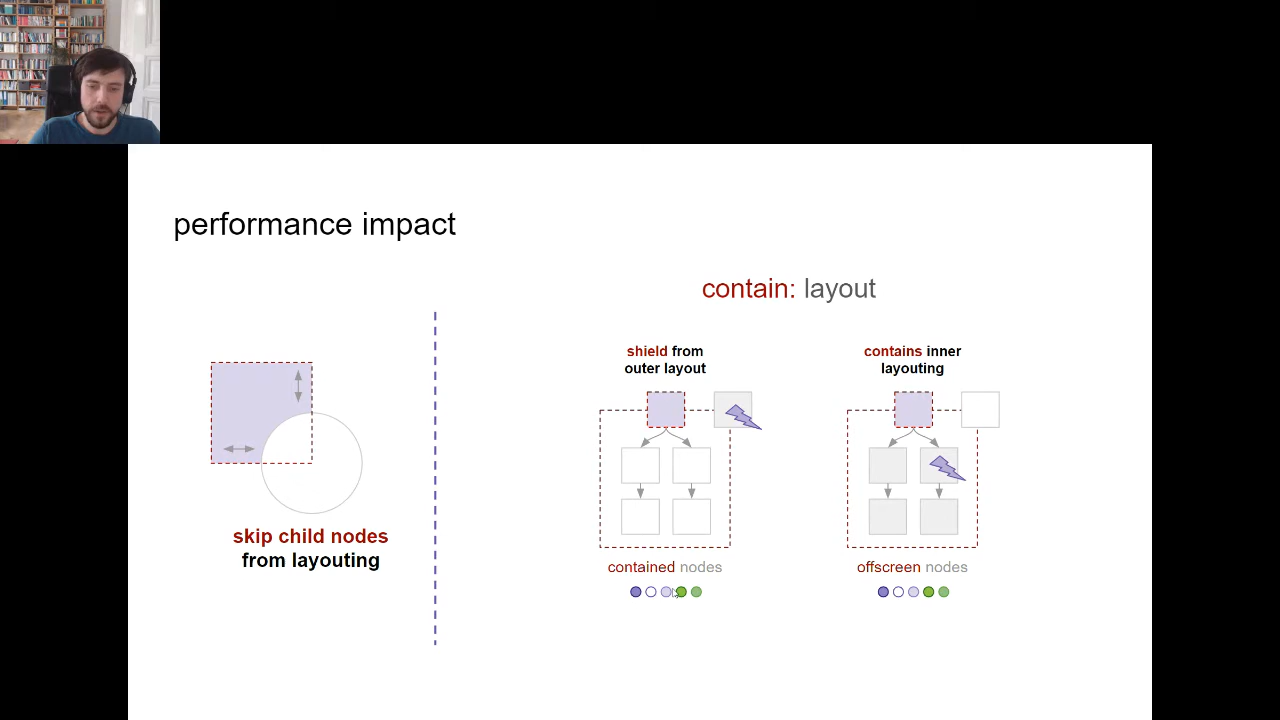 performance impact
contain: layout
shield from
outer layout
contains inner
layouting
skip child nodes
from layouting
contained nodes
offscreen nodes